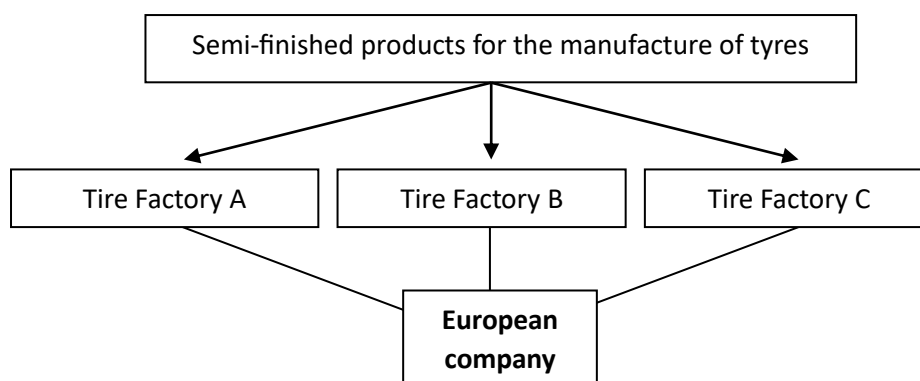 Semi-finished products for the manufacture of tyres
Tire Factory A
Tire Factory B
Tire Factory C
European
company